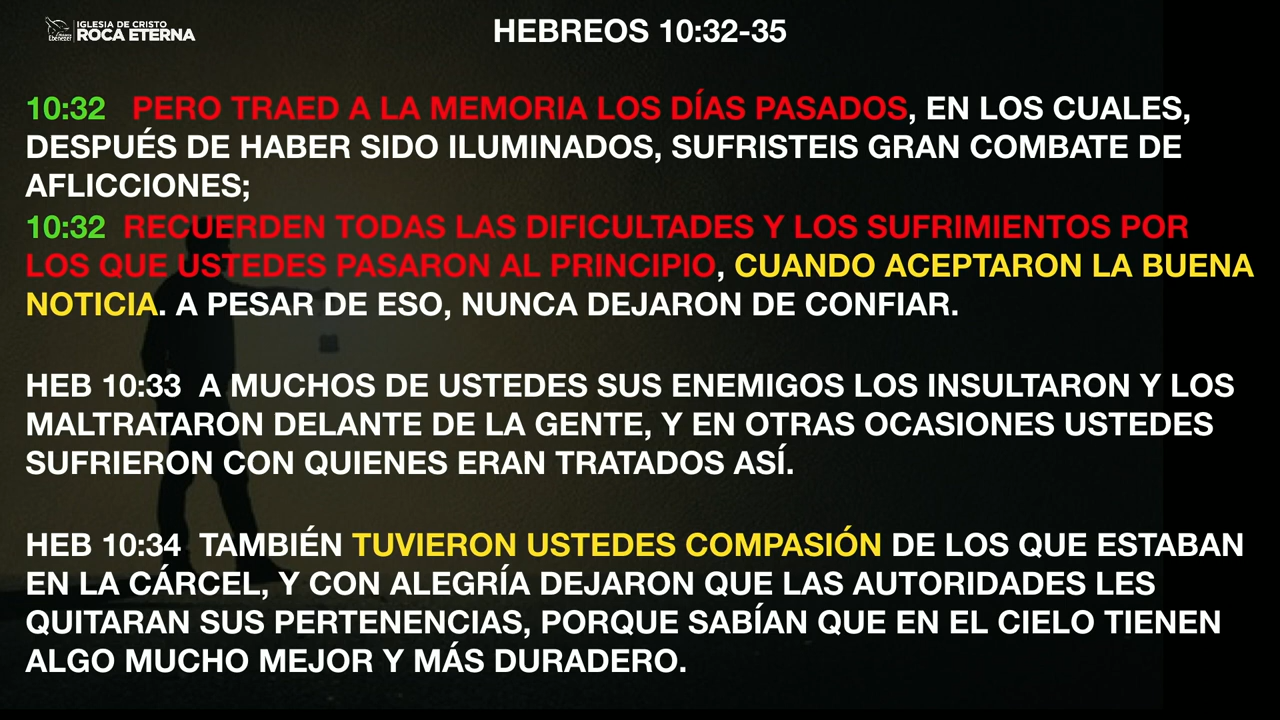 IGLESIA DE CRISTO
ROCA ETERNA
Ebenezer
HEBREOS 10:32-35
10:32 PERO TRAED A LA MEMORIA LOS DÍAS PASADOS, EN LOS CUALES,
DESPUÉS DE HABER SIDO ILUMINADOS, SUFRISTEIS GRAN COMBATE DE
AFLICCIONES;
10:32 RECUERDEN TODAS LAS DIFICULTADES Y LOS SUFRIMIENTOS POR
LOS QUE USTEDES PASARON AL PRINCIPIO, CUANDO ACEPTARON LA BUENA
NOTICIA. A PESAR DE ESO, NUNCA DEJARON DE CONFIAR.
HEB 10:33 A MUCHOS DE USTEDES SUS ENEMIGOS LOS INSULTARON Y LOS
MALTRATARON DELANTE DE LA GENTE, Y EN OTRAS OCASIONES USTEDES
SUFRIERON CON QUIENES ERAN TRATADOS ASÍ.
HEB 10:34 TAMBIÉN TUVIERON USTEDES COMPASIÓN DE LOS QUE ESTABAN
EN LA CÁRCEL, Y CON ALEGRÍA DEJARON QUE LAS AUTORIDADES LES
QUITARAN SUS PERTENENCIAS, PORQUE SABÍAN QUE EN EL CIELO TIENEN
ALGO MUCHO MEJOR Y MÁS DURADERO.